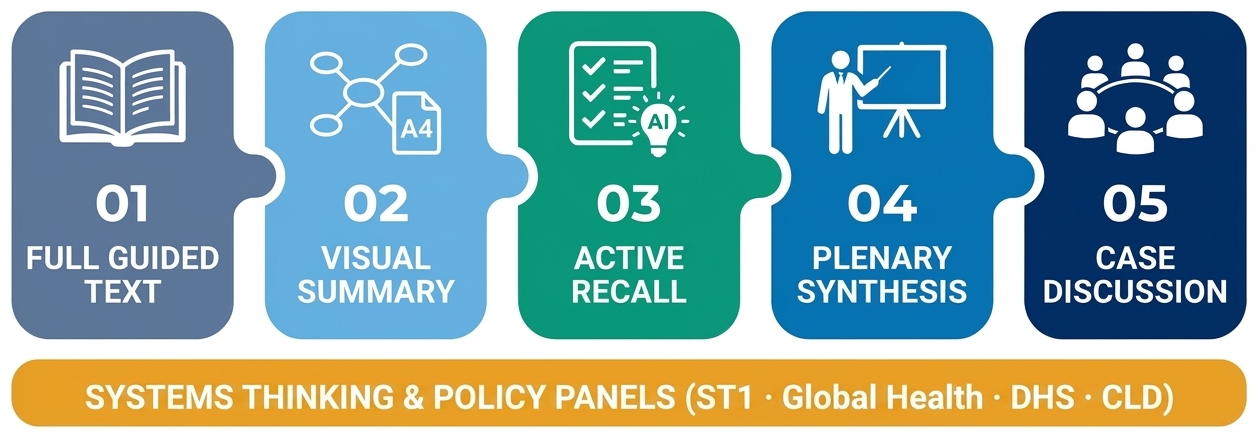 A4
AI
01
FULL GUIDED
TEXT
02
VISUAL
SUMMARY
03
ACTIVE
RECALL
04
PLENARY
SYNTHESIS
05
CASE
DISCUSSION
SYSTEMS THINKING & POLICY PANELS (ST1 · Global Health · DHS · CLD)